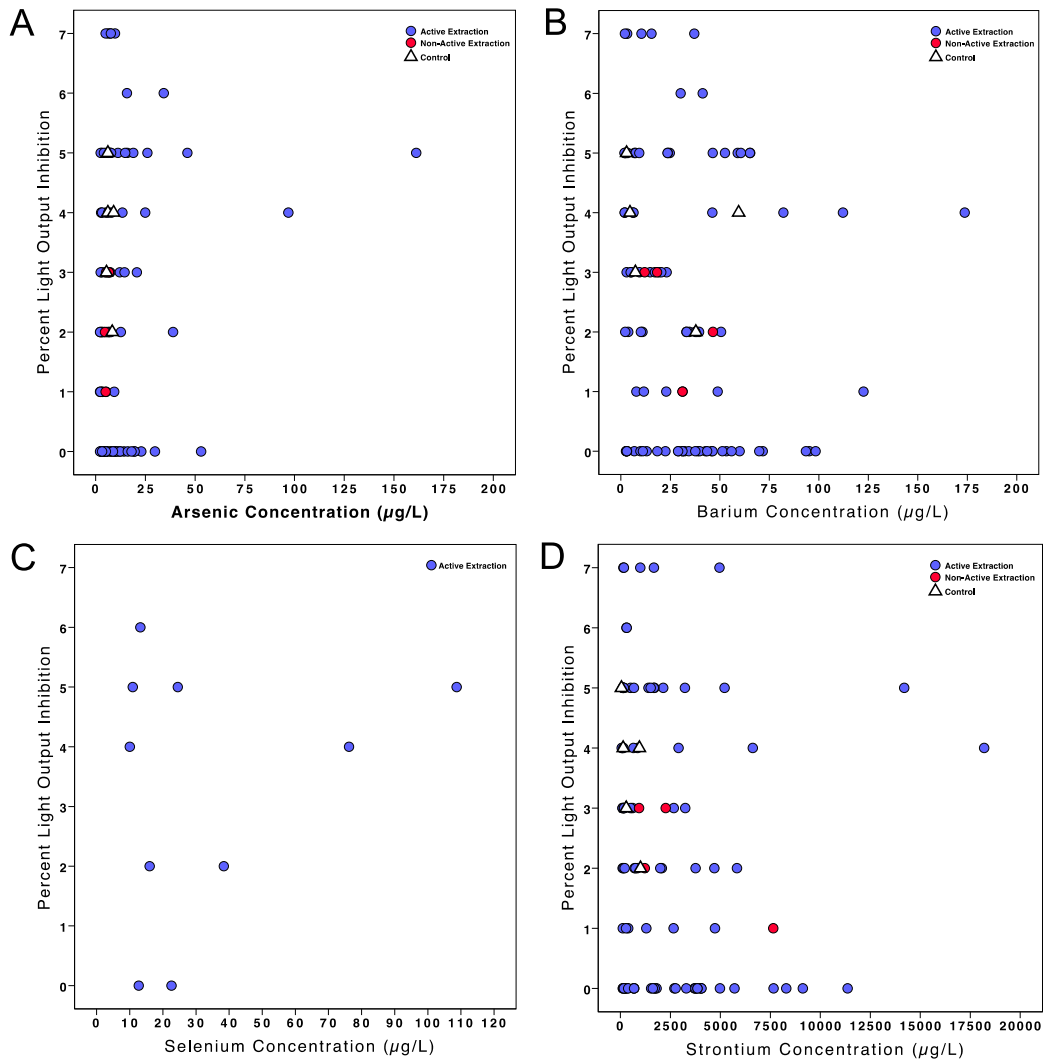 A
Percent Light Output Inhibition
7
6
5
4
3
2
1
0
Active Extraction
Non-Active Extraction
Control
0 25 50 75 100 125 150 175 200
Arsenic Concentration (µg/L)
B
Percent Light Output Inhibition
7
6
5
4
3
2
1
0
Active Extraction
Non-Active Extraction
Control
0 25 50 75 100 125 150 175 200
Barium Concentration (µg/L)
C
Percent Light Output Inhibition
7
6
5
4
3
2
1
0
Active Extraction
0 10 20 30 40 50 60 70 80 90 100 110 120
Selenium Concentration (µg/L)
D
Percent Light Output Inhibition
7
6
5
4
3
2
1
0
Active Extraction
Non-Active Extraction
Control
0 2500 5000 7500 10000 12500 15000 17500 20000
Strontium Concentration (µg/L)